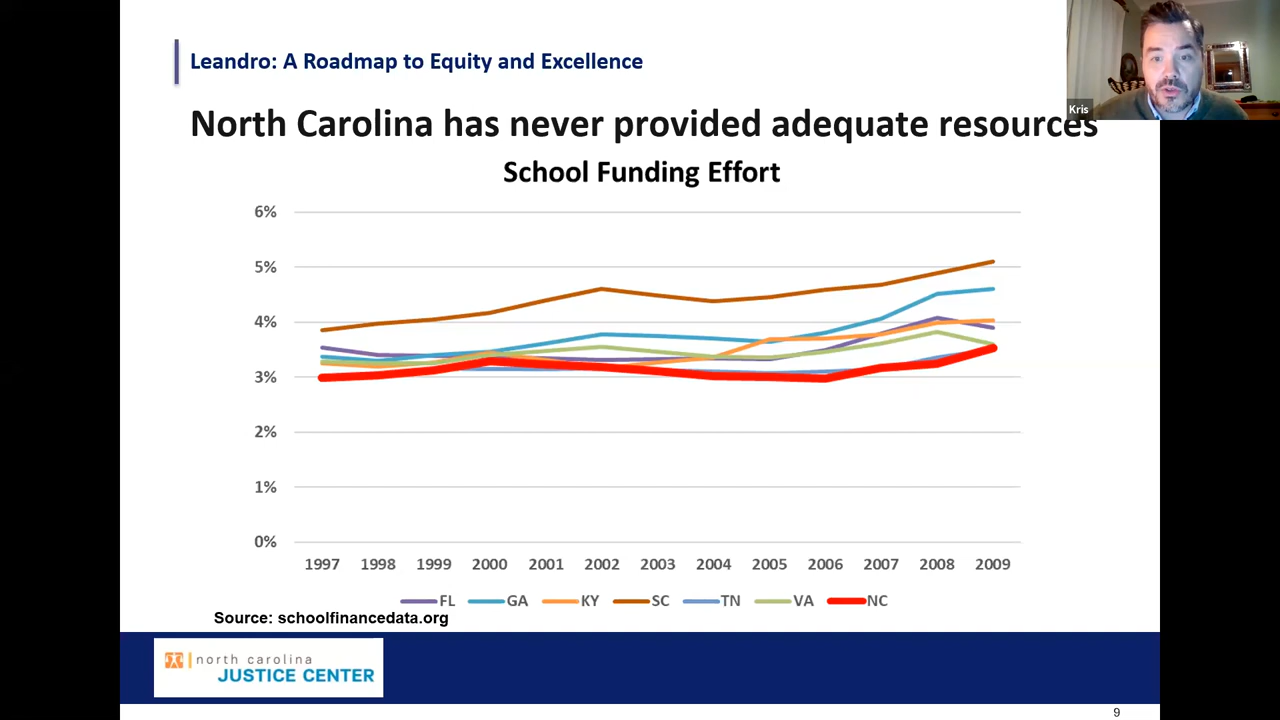 Leandro: A Roadmap to Equity and Excellence
Kris
North Carolina has never provided adequate resources
School Funding Effort
6%
5%
4%
3%
2%
1%
0%
1997 1998 1999 2000 2001 2002 2003 2004 2005 2006 2007 2008 2009
FL GA KY SC TN VA NC
Source: schoolfinancedata.org
north carolina
JUSTICE CENTER
9